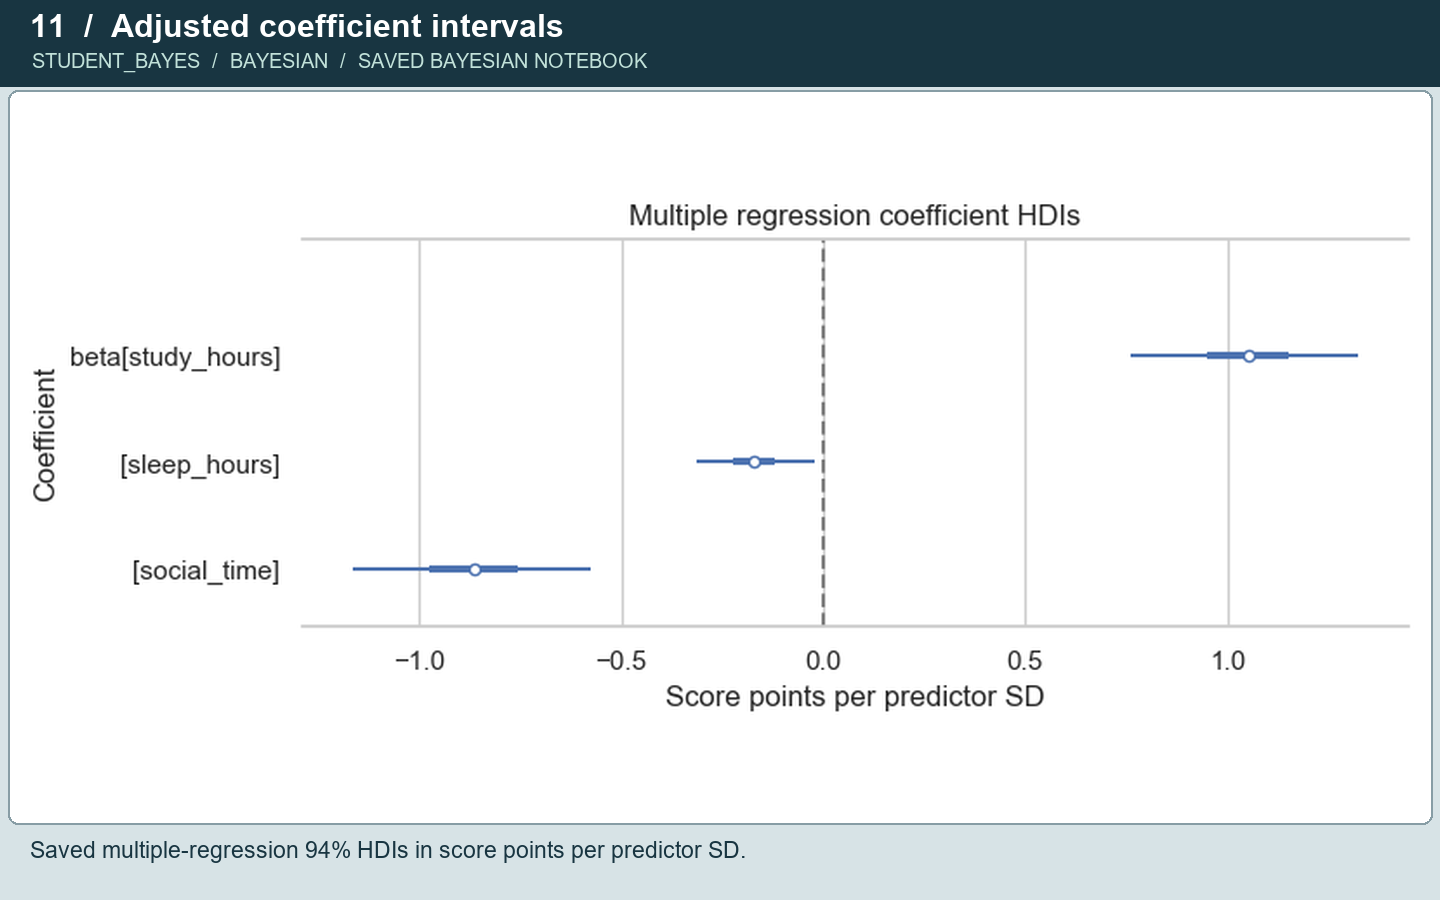 11 / Adjusted coefficient intervals
STUDENT_BAYES / BAYESIAN / SAVED BAYESIAN NOTEBOOK
Multiple regression coefficient HDIs
Coefficient
beta[study_hours]
[sleep_hours]
[social_time]
−1.0 −0.5 0.0 0.5 1.0
Score points per predictor SD
Saved multiple-regression 94% HDIs in score points per predictor SD.